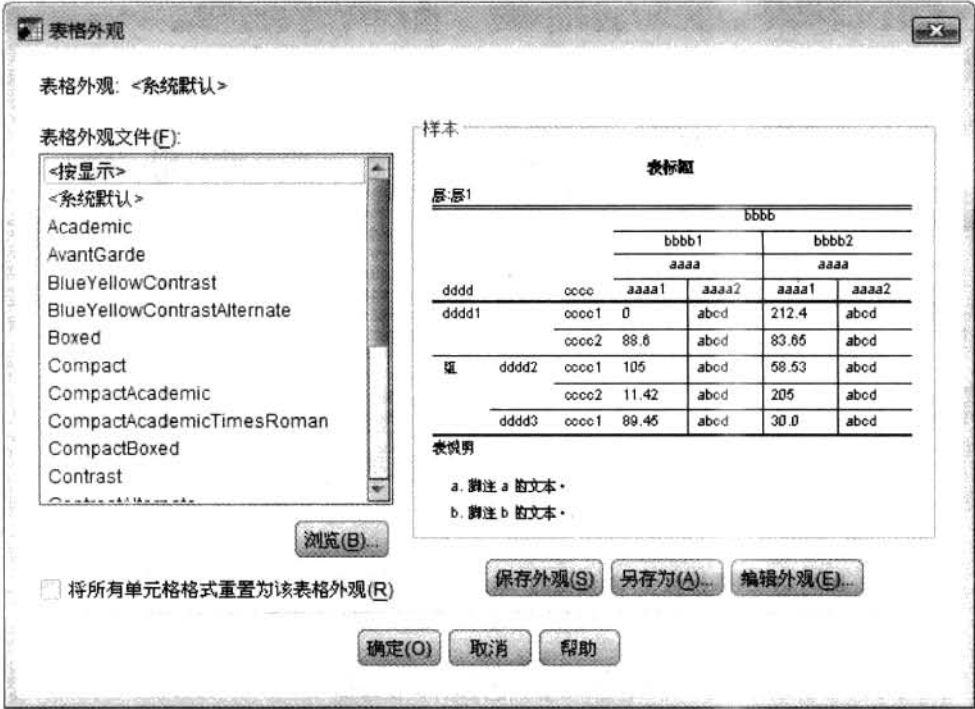 表格外观
表格外观: <系统默认>
表格外观文件(F):
<按显示>
<系统默认>
Academic
AvantGarde
BlueYellowContrast
BlueYellowContrastAlternate
Boxed
Compact
CompactAcademic
CompactAcademicTimesRoman
CompactBoxed
Contrast
浏览(B)...
将所有单元格格式重置为该表格外观(R)
样本
表标题
层:层1
bbbb
bbbb1 bbbb2
aaaa aaaa
dddd cccc aaaa1 aaaa2 aaaa1 aaaa2
dddd1 cccc1 0 abcd 212.4 abcd
cccc2 88.6 abcd 83.65 abcd
组 dddd2 cccc1 105 abcd 58.53 abcd
cccc2 11.42 abcd 205 abcd
dddd3 cccc1 89.45 abcd 30.0 abcd
表说明
a. 脚注 a 的文本。
b. 脚注 b 的文本。
保存外观(S) 另存为(A)... 编辑外观(E)...
确定(O) 取消 帮助